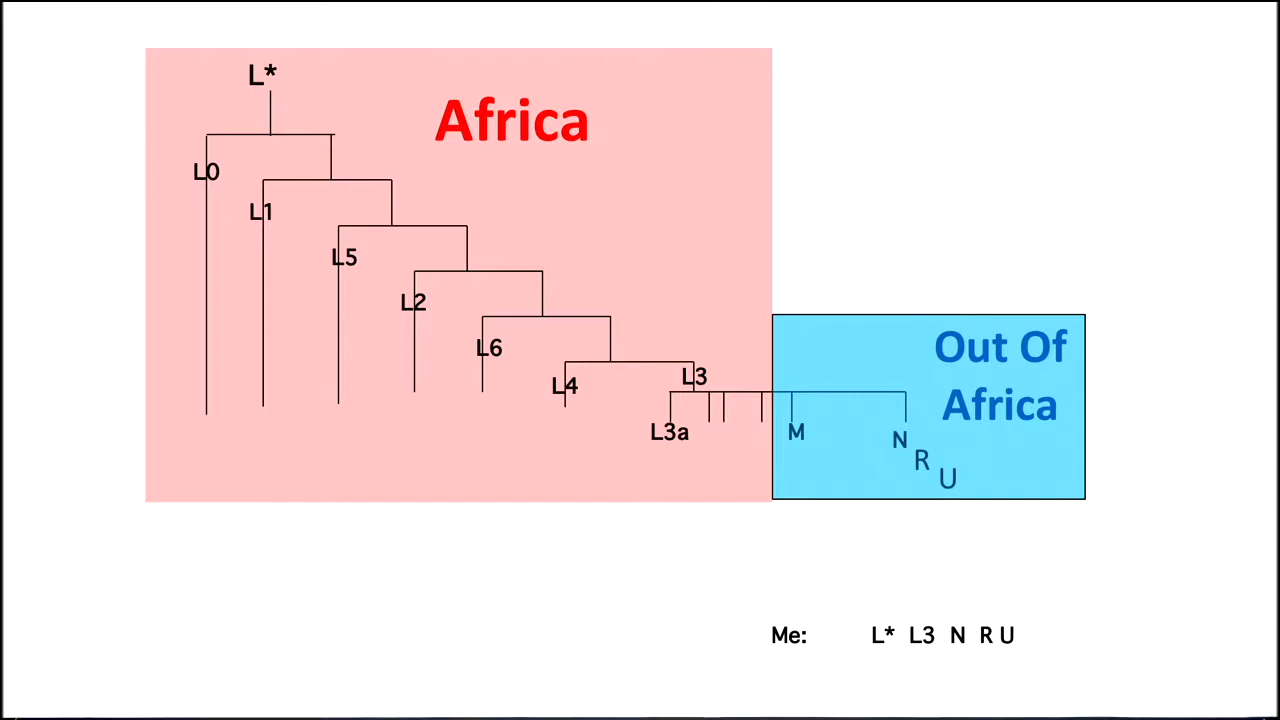 L*
Africa
L0
L1
L5
L2
L6
L4
L3
L3a
Out Of
Africa
M
N
R
U
Me: L* L3 N R U